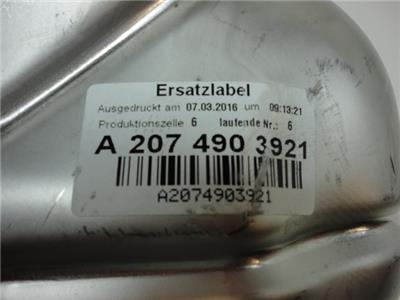 Ersatzlabel
Ausgedruckt am 07.03.2016 um 09:13:21
Produktionszelle 6 laufende Nr.: 6
A 207 490 3921
A2074903921